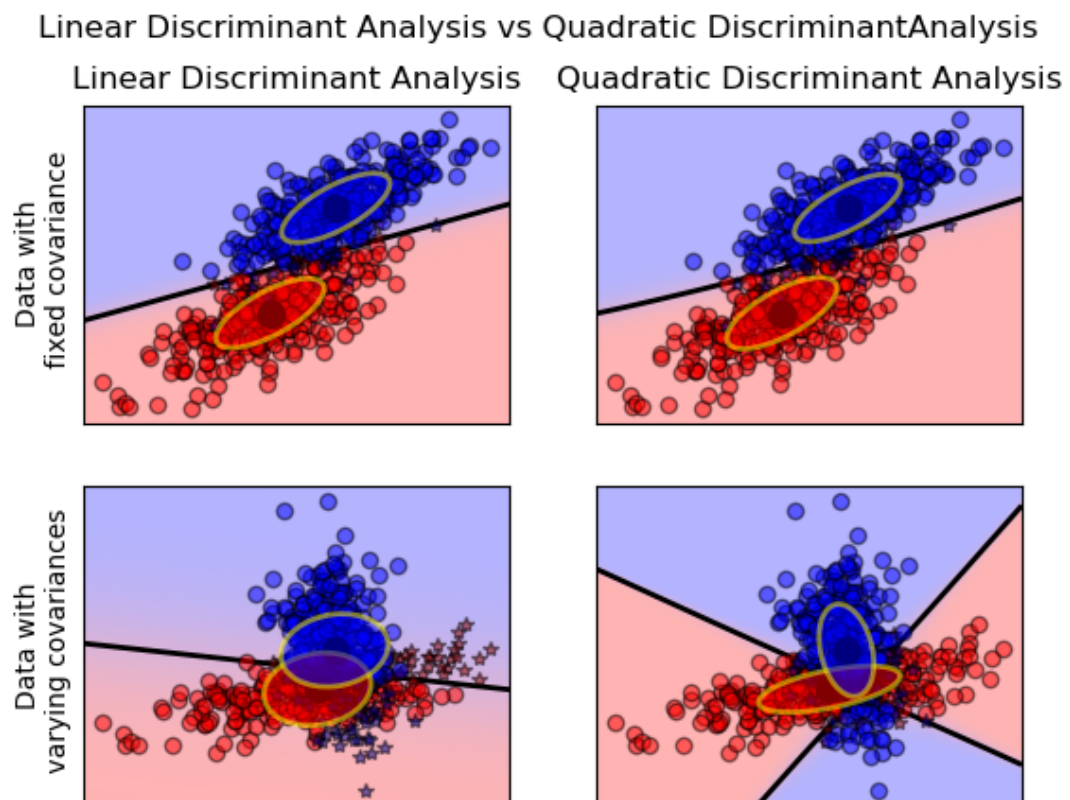 Linear Discriminant Analysis vs Quadratic DiscriminantAnalysis
Linear Discriminant Analysis
Quadratic Discriminant Analysis
Data with
fixed covariance
Data with
varying covariances